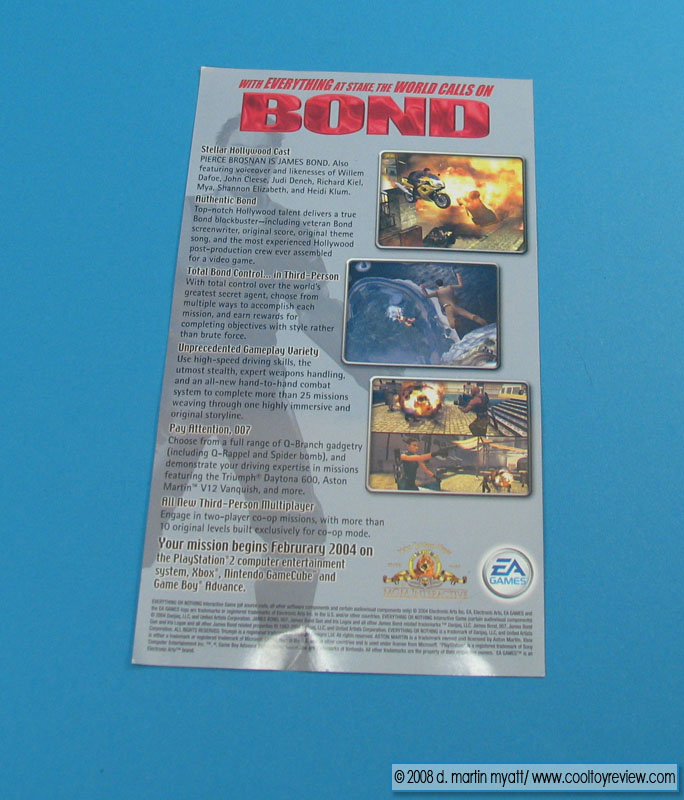 WITH EVERYTHING AT STAKE, THE WORLD CALLS ON
BOND
Stellar Hollywood Cast
PIERCE BROSNAN IS JAMES BOND. Also
featuring voiceover and likenesses of Willem
Dafoe, John Cleese, Judi Dench, Richard Kiel,
Mya, Shannon Elizabeth, and Heidi Klum.
Authentic Bond
Top-notch Hollywood talent delivers a true
Bond blockbuster—including veteran Bond
screenwriter, original score, original theme
song, and the most experienced Hollywood
post-production crew ever assembled
for a video game.
Total Bond Control... in Third-Person
With total control over the world's
greatest secret agent, choose from
multiple ways to accomplish each
mission, and earn rewards for
completing objectives with style rather
than brute force.
Unprecedented Gameplay Variety
Use high-speed driving skills, the
utmost stealth, expert weapons handling,
and an all-new hand-to-hand combat
system to complete more than 25 missions
weaving through one highly immersive and
original storyline.
Pay Attention, 007
Choose from a full range of Q-Branch gadgetry
(including Q-Rappel and Spider bomb), and
demonstrate your driving expertise in missions
featuring the Triumph® Daytona 600, Aston
Martin™ V12 Vanquish, and more.
All New Third-Person Multiplayer
Engage in two-player co-op missions, with more than
10 original levels built exclusively for co-op mode.
Your mission begins Februrary 2004 on
the PlayStation®2 computer entertainment
system, Xbox®, Nintendo GameCube™ and
Game Boy® Advance.
MGM INTERACTIVE
EA
GAMES™
© 2008 d. martin myatt/ www.cooltoyreview.com